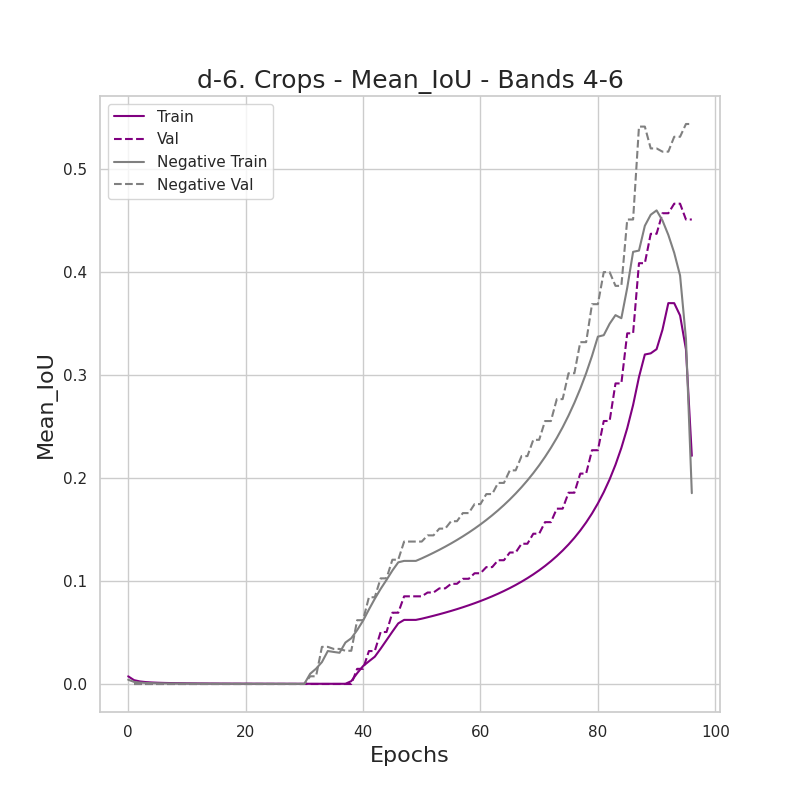 d-6. Crops - Mean_IoU - Bands 4-6
Train
Val
Negative Train
Negative Val
Mean_IoU
0.5
0.4
0.3
0.2
0.1
0.0
0
20
40
60
80
100
Epochs